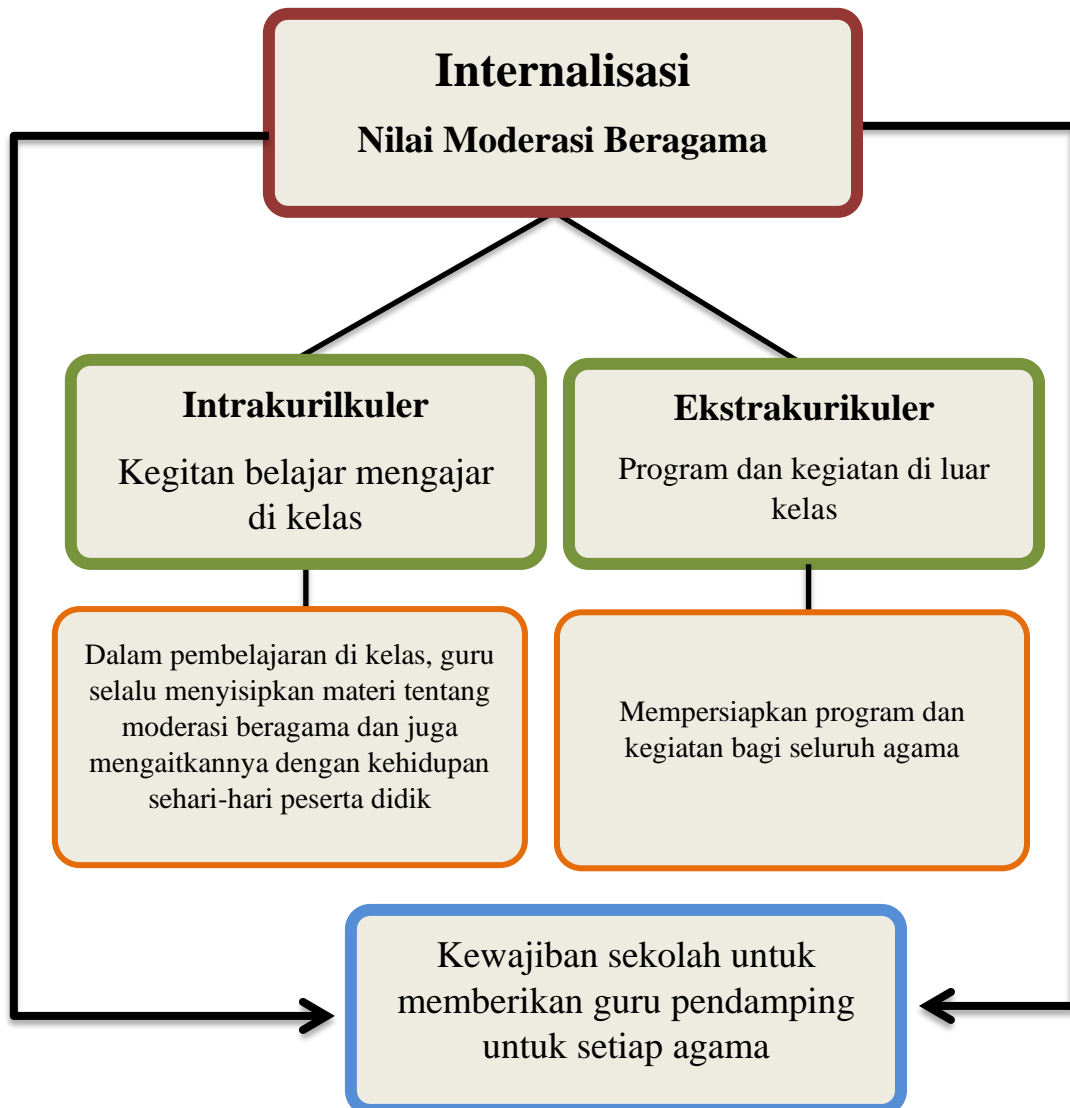 Internalisasi
Nilai Moderasi Beragama
Intrakurilkuler
Kegitan belajar mengajar
di kelas
Ekstrakurikuler
Program dan kegiatan di luar
kelas
Dalam pembelajaran di kelas, guru
selalu menyisipkan materi tentang
moderasi beragama dan juga
mengaitkannya dengan kehidupan
sehari-hari peserta didik
Mempersiapkan program dan
kegiatan bagi seluruh agama
Kewajiban sekolah untuk
memberikan guru pendamping
untuk setiap agama